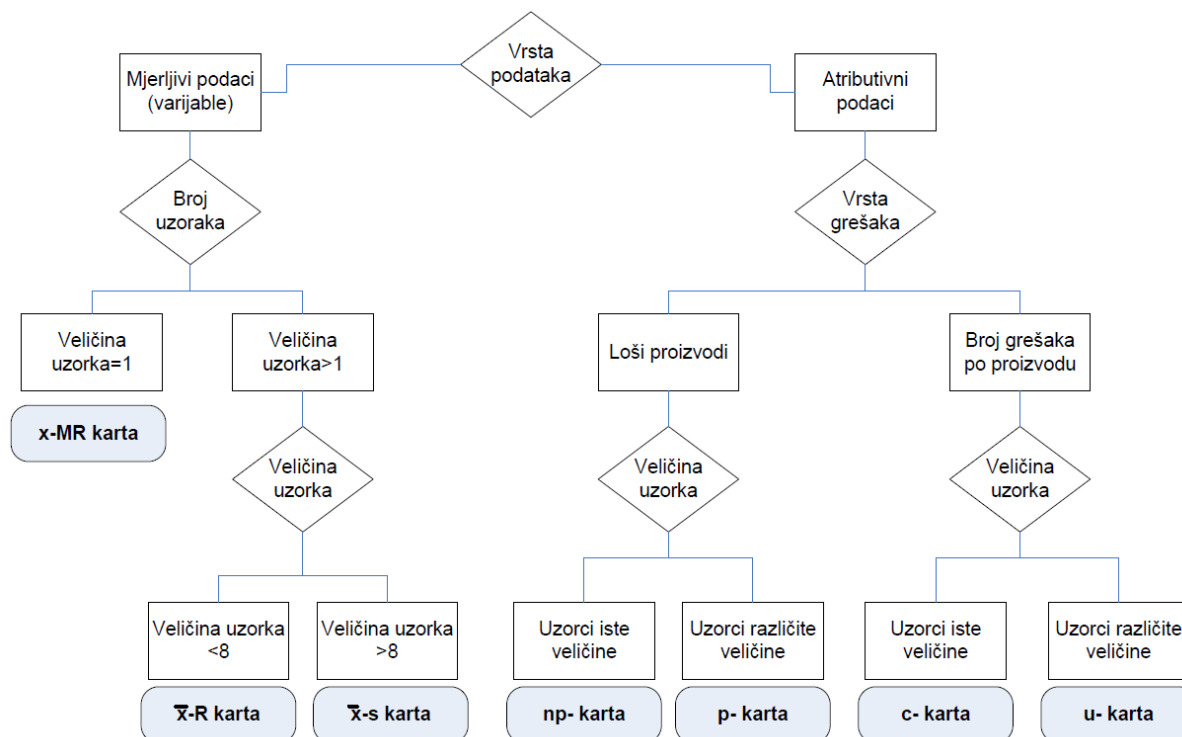 Vrsta
podataka
Mjerljivi podaci
(varijable)
Atributivni
podaci
Broj
uzoraka
Vrsta
grešaka
Veličina
uzorka=1
Veličina
uzorka>1
Loši proizvodi
Broj grešaka
po proizvodu
x-MR karta
Veličina
uzorka
Veličina
uzorka
Veličina
uzorka
Veličina uzorka
<8
Veličina uzorka
>8
Uzorci iste
veličine
Uzorci različite
veličine
Uzorci iste
veličine
Uzorci različite
veličine
x̅-R karta
x̅-s karta
np- karta
p- karta
c- karta
u- karta